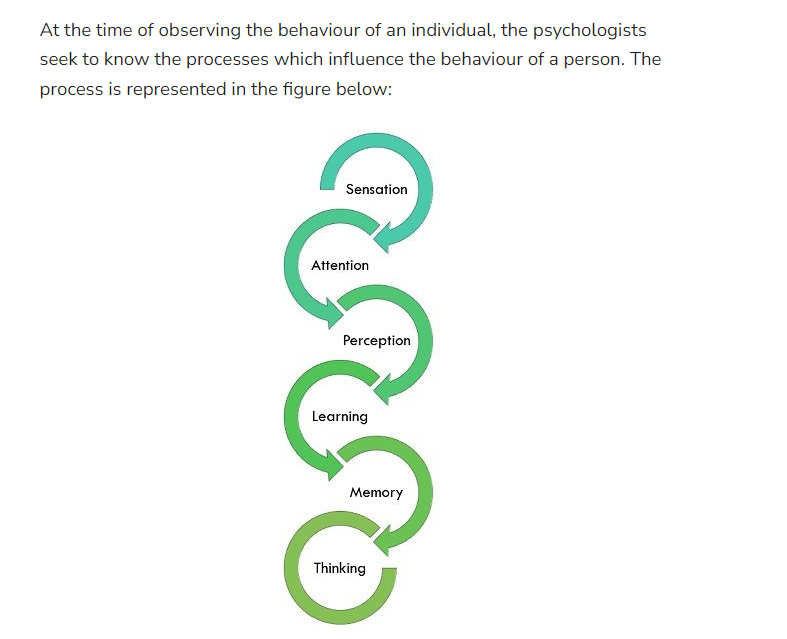 At the time of observing the behaviour of an individual, the psychologists
seek to know the processes which influence the behaviour of a person. The
process is represented in the figure below:
Sensation
Attention
Perception
Learning
Memory
Thinking